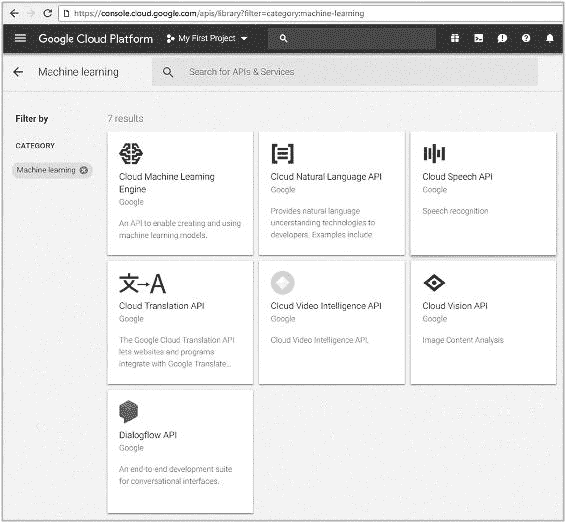 https://console.cloud.google.com/apis/library?filter=category:machine-learning
Google Cloud Platform
My First Project
Machine learning
Search for APIs & Services
Filter by
CATEGORY
Machine learning
7 results
Cloud Machine Learning
Engine
Google
An API to enable creating and using
machine learning models.
Cloud Natural Language API
Google
Provides natural language
understanding technologies to
developers. Examples include
Cloud Speech API
Google
Speech recognition
文→A
Cloud Translation API
Google
The Google Cloud Translation API
lets websites and programs
integrate with Google Translate...
Cloud Video Intelligence API
Google
Cloud Video Intelligence API.
Cloud Vision API
Google
Image Content Analysis
Dialogflow API
Google
An end-to-end development suite
for conversational interfaces.